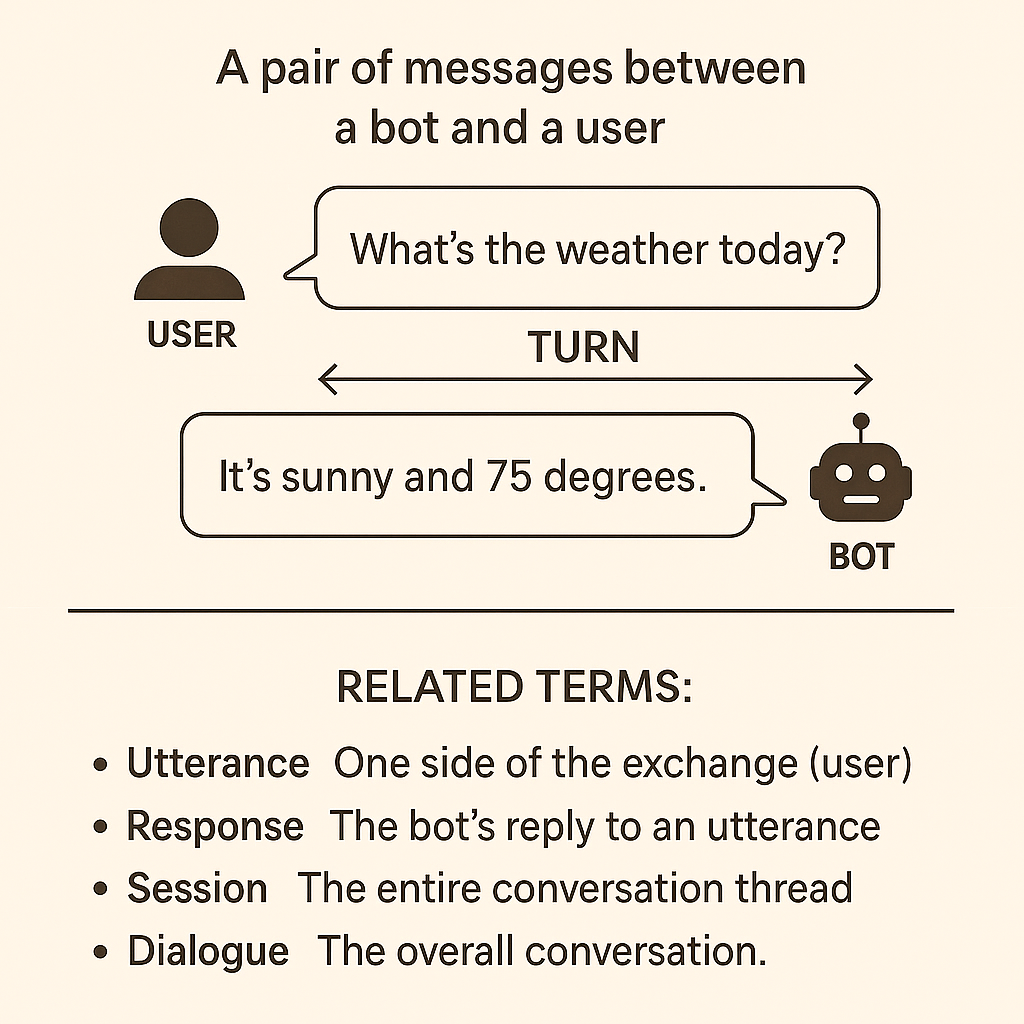 A pair of messages between
a bot and a user
What's the weather today?
USER
TURN
It's sunny and 75 degrees.
BOT
RELATED TERMS:
• Utterance One side of the exchange (user)
• Response The bot's reply to an utterance
• Session The entire conversation thread
• Dialogue The overall conversation.